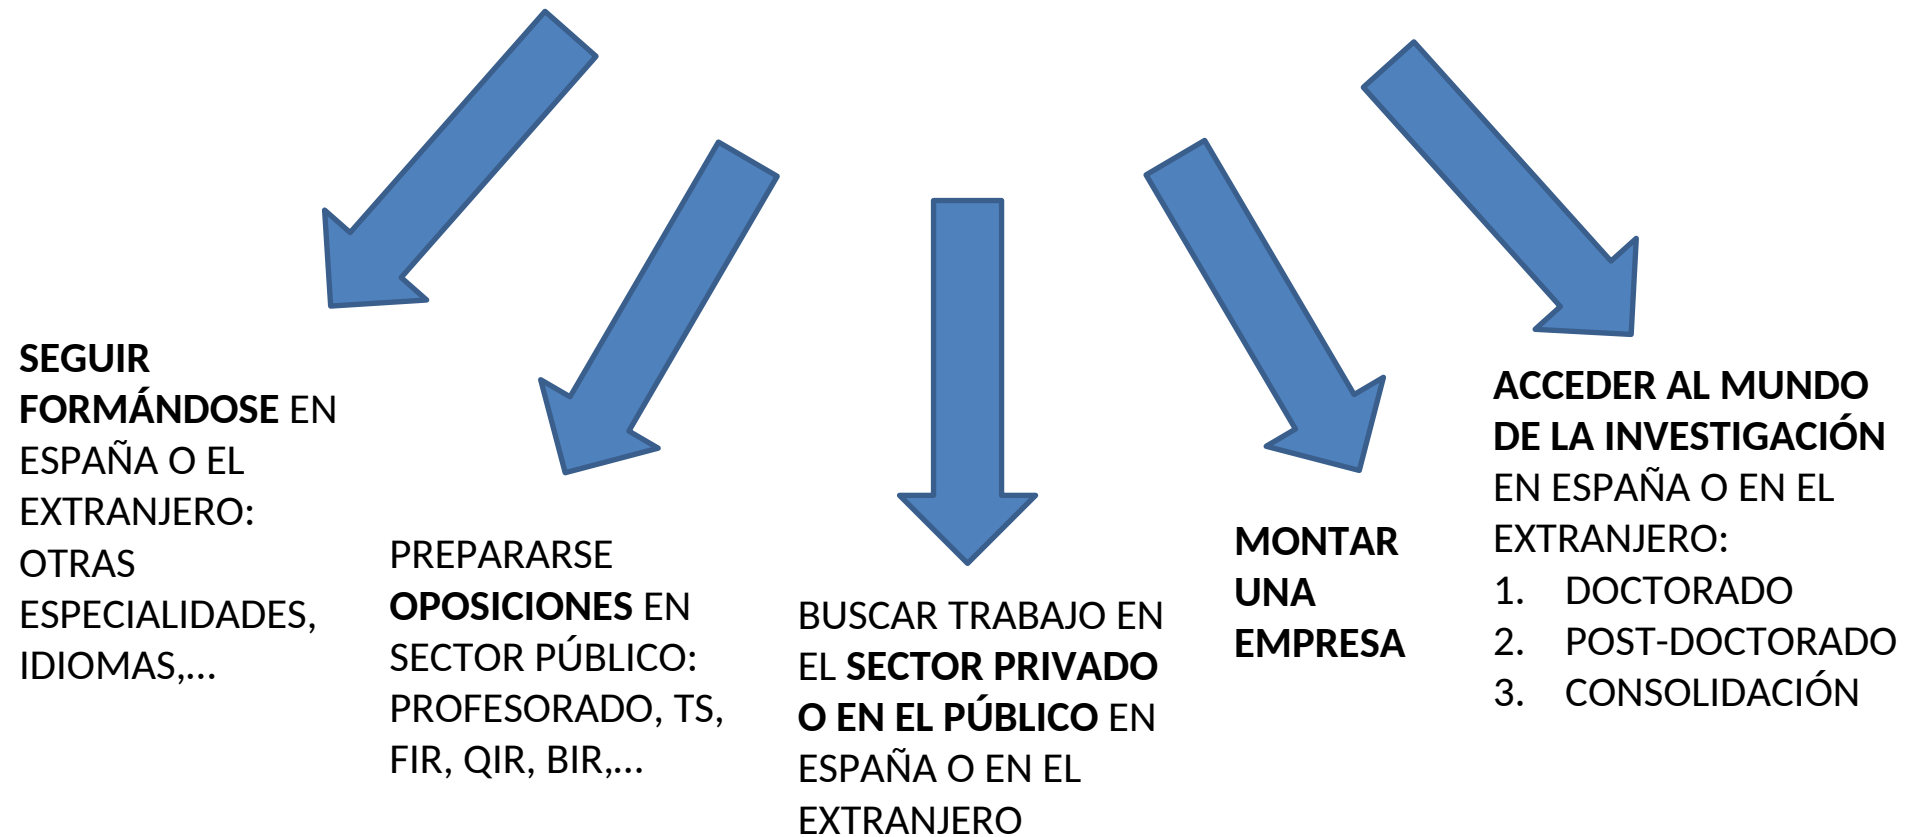 SEGUIR
FORMÁNDOSE EN
ESPAÑA O EL
EXTRANJERO:
OTRAS
ESPECIALIDADES,
IDIOMAS,...
PREPARARSE
OPOSICIONES EN
SECTOR PÚBLICO:
PROFESORADO, TS,
FIR, QIR, BIR,...
BUSCAR TRABAJO EN
EL SECTOR PRIVADO
O EN EL PÚBLICO EN
ESPAÑA O EN EL
EXTRANJERO
MONTAR
UNA
EMPRESA
ACCEDER AL MUNDO
DE LA INVESTIGACIÓN
EN ESPAÑA O EN EL
EXTRANJERO:
1. DOCTORADO
2. POST-DOCTORADO
3. CONSOLIDACIÓN